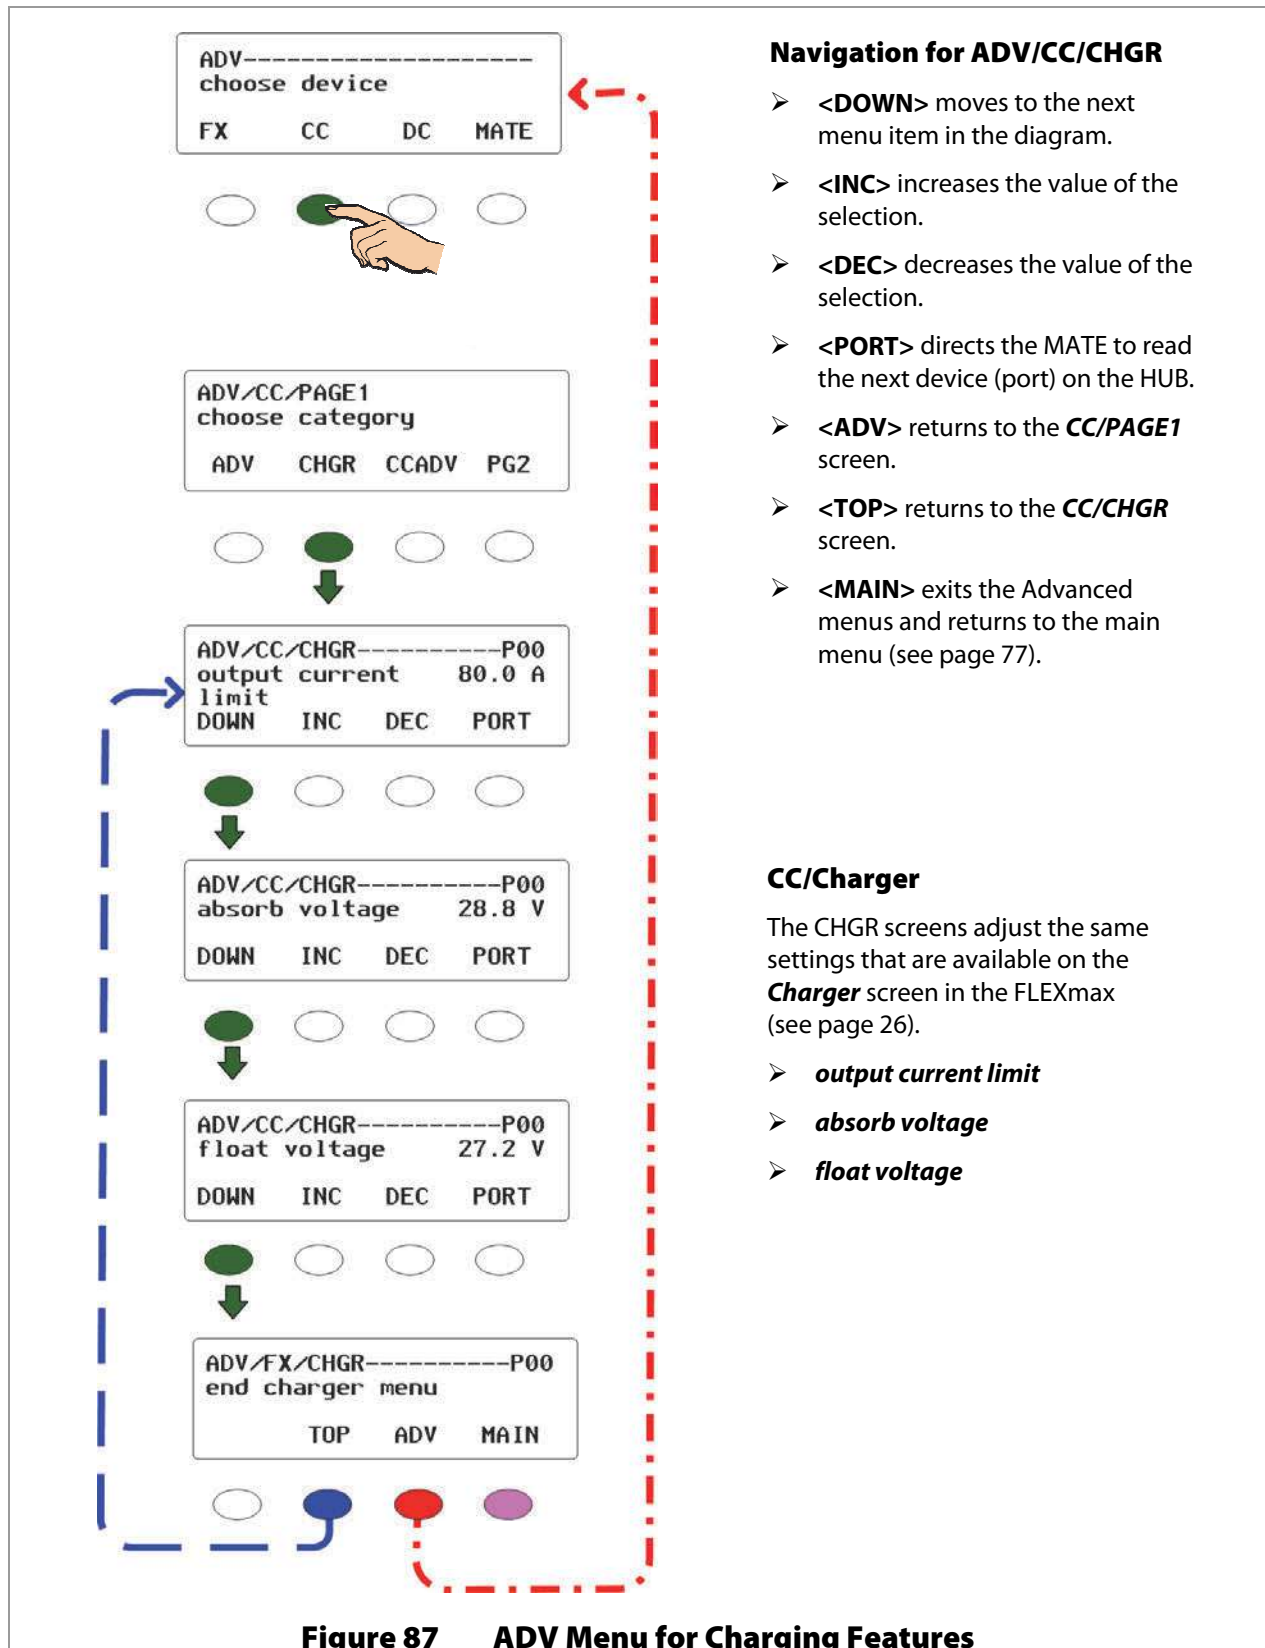 ADV---------------------
choose device
FX CC DC MATE
ADV/CC/PAGE1
choose category
ADV CHGR CCADV PG2
ADV/CC/CHGR----------P00
output current 80.0 A
limit
DOWN INC DEC PORT
ADV/CC/CHGR----------P00
absorb voltage 28.8 V
DOWN INC DEC PORT
ADV/CC/CHGR----------P00
float voltage 27.2 V
DOWN INC DEC PORT
ADV/FX/CHGR----------P00
end charger menu
TOP ADV MAIN
Navigation for ADV/CC/CHGR
➢ <DOWN> moves to the next
menu item in the diagram.
➢ <INC> increases the value of the
selection.
➢ <DEC> decreases the value of the
selection.
➢ <PORT> directs the MATE to read
the next device (port) on the HUB.
➢ <ADV> returns to the CC/PAGE1
screen.
➢ <TOP> returns to the CC/CHGR
screen.
➢ <MAIN> exits the Advanced
menus and returns to the main
menu (see page 77).
CC/Charger
The CHGR screens adjust the same
settings that are available on the
Charger screen in the FLEXmax
(see page 26).
➢ output current limit
➢ absorb voltage
➢ float voltage
Figure 87 ADV Menu for Charging Features